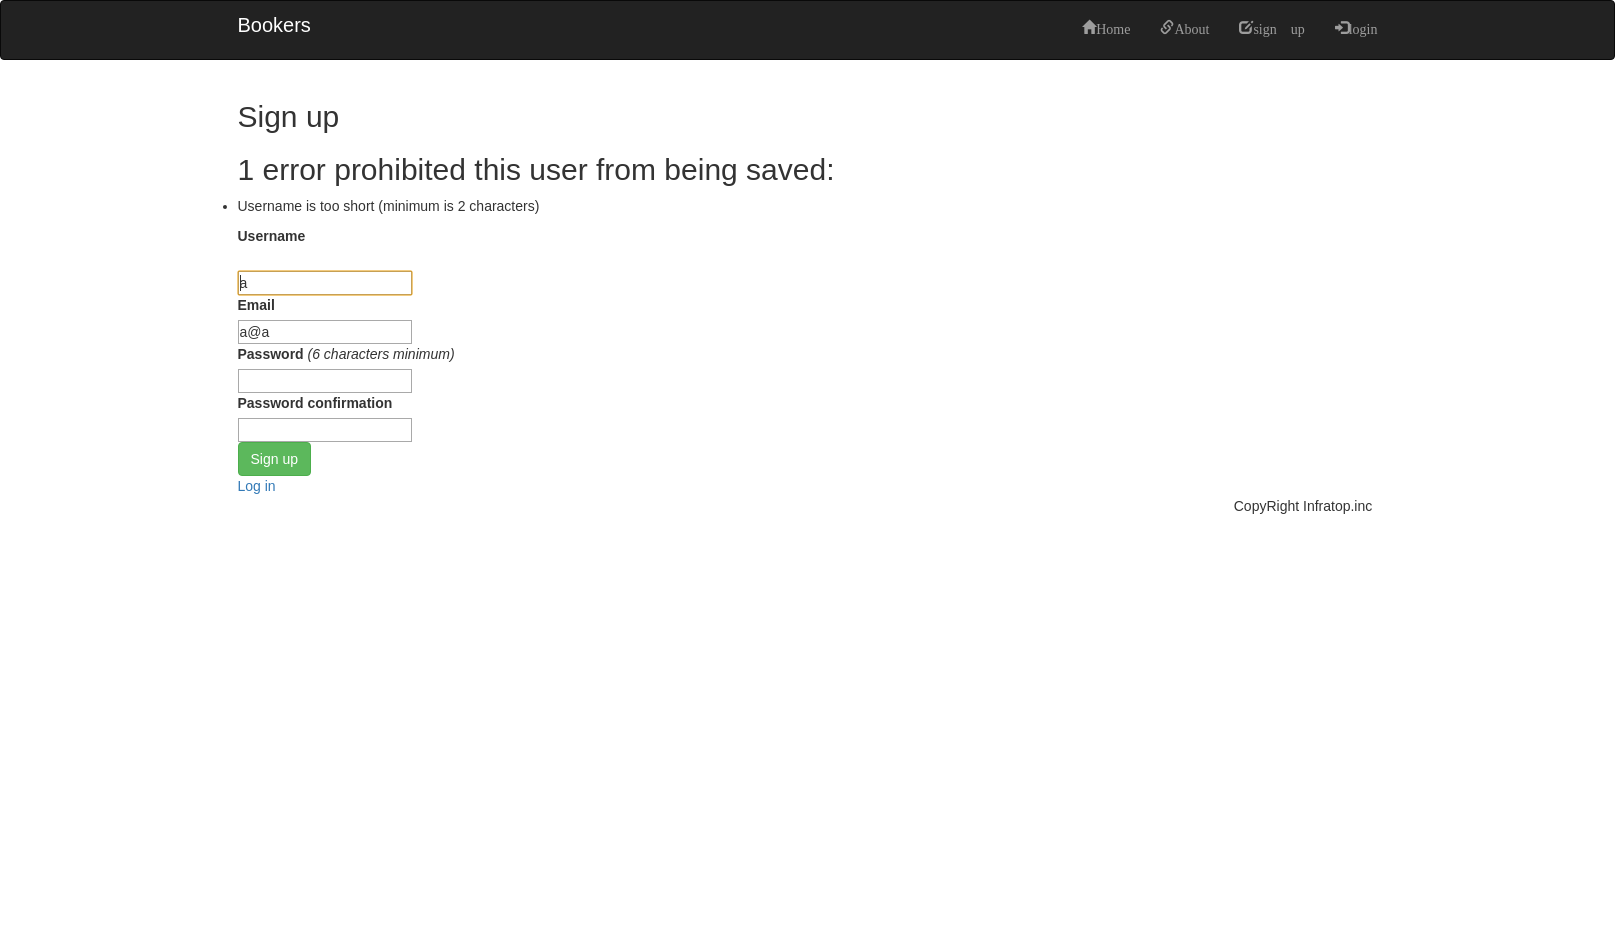 Bookers
Home About sign up login
Sign up
1 error prohibited this user from being saved:
Username is too short (minimum is 2 characters)
Username
a
Email
a@a
Password (6 characters minimum)
Password confirmation
Sign up
Log in
CopyRight Infratop.inc